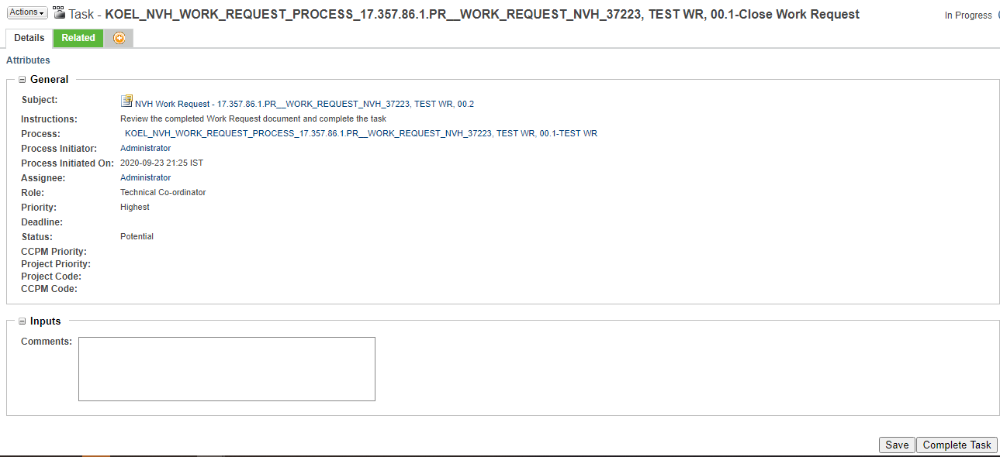 Actions Task - KOEL_NVH_WORK_REQUEST_PROCESS_17.357.86.1.PR__WORK_REQUEST_NVH_37223, TEST WR, 00.1-Close Work Request In Progress
Details Related
Attributes
General
Subject: NVH Work Request - 17.357.86.1.PR__WORK_REQUEST_NVH_37223, TEST WR, 00.2
Instructions: Review the completed Work Request document and complete the task
Process: KOEL_NVH_WORK_REQUEST_PROCESS_17.357.86.1.PR__WORK_REQUEST_NVH_37223, TEST WR, 00.1-TEST WR
Process Initiator: Administrator
Process Initiated On: 2020-09-23 21:25 IST
Assignee: Administrator
Role: Technical Co-ordinator
Priority: Highest
Deadline:
Status: Potential
CCPM Priority:
Project Priority:
Project Code:
CCPM Code:
Inputs
Comments:
Save Complete Task